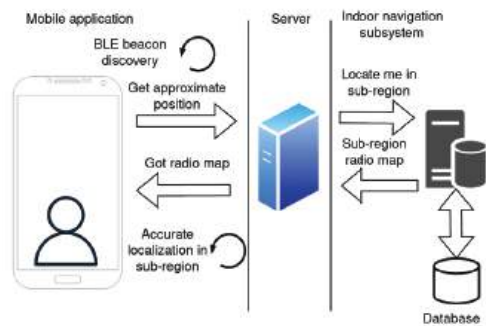 Mobile application
Server
Indoor navigation
subsystem
BLE beacon
discovery
Get approximate
position
Locate me in
sub-region
Got radio map
Sub-region
radio map
Accurate
localization in
sub-region
Database